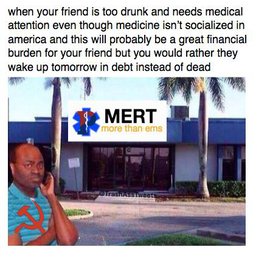 when your friend is too drunk and needs medical
attention even though medicine isn't socialized in
america and this will probably be a great financial
burden for your friend but you would rather they
wake up tomorrow in debt instead of dead
MERT
more than ems
@TrashAssTweets